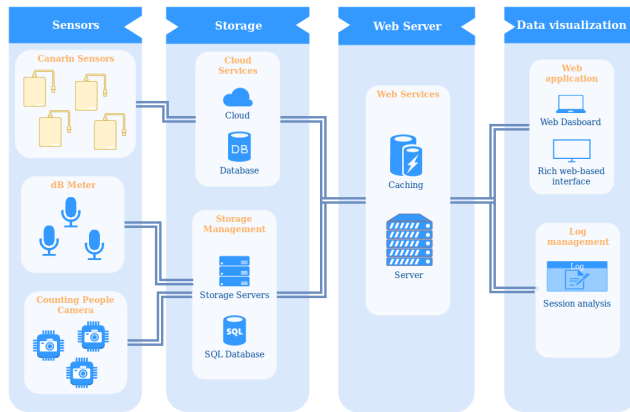 Sensors
Storage
Web Server
Data visualization
Canarin Sensors
dB Meter
Counting People
Camera
Cloud
Services
Cloud
DB
Database
Storage
Management
Storage Servers
SQL
SQL Database
Web Services
Caching
Server
Web
application
Web Dasboard
Rich web-based
interface
Log
management
Log
Session analysis